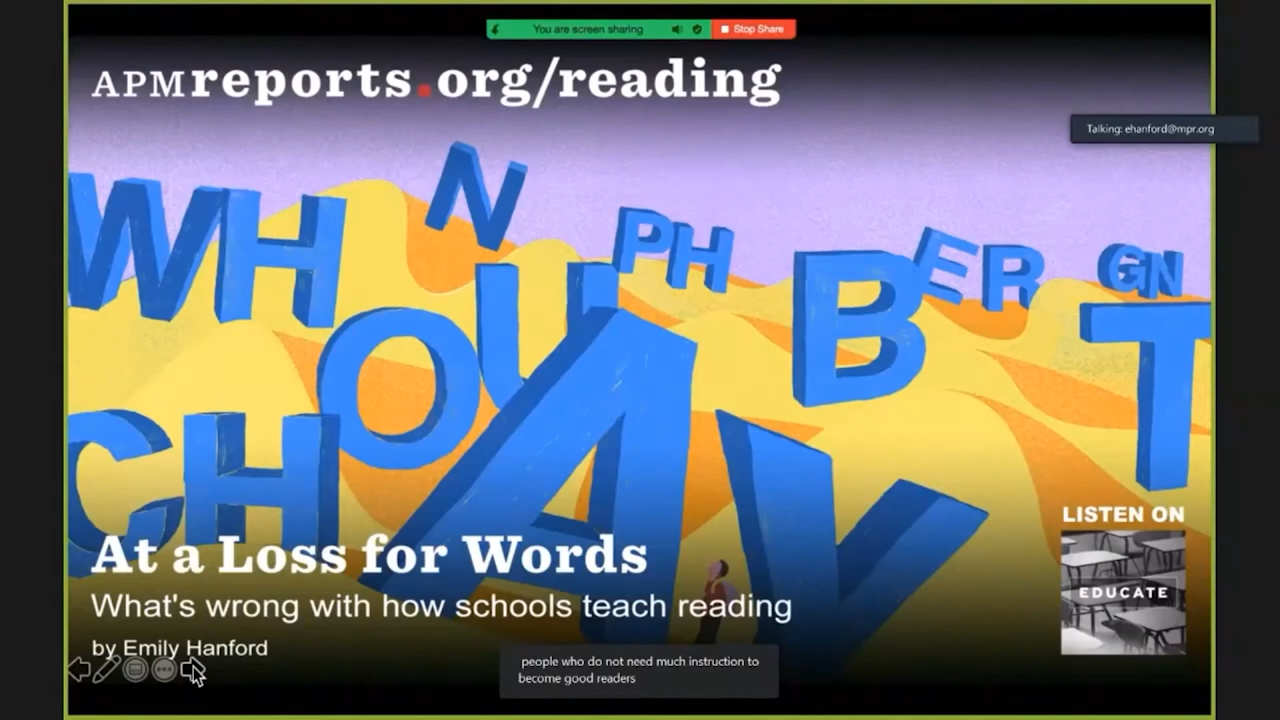 You are screen sharing
Stop Share
APMreports.org/reading
Talking: ehanford@mpr.org
N
WH
PH
ER
GN
B
U
T
O
CH
A
Y
LISTEN ON
EDUCATE
At a Loss for Words
What's wrong with how schools teach reading
by Emily Hanford
people who do not need much instruction to
become good readers